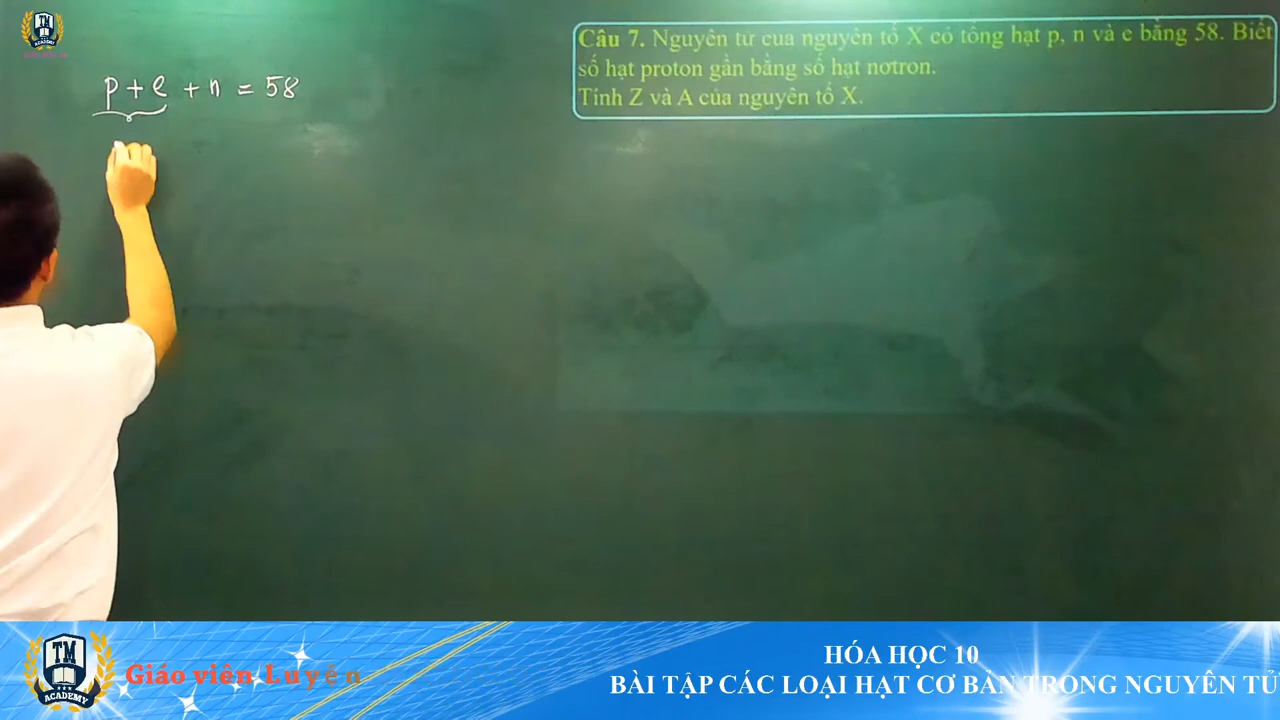 TM
ACADEMY
p + e + n = 58
Câu 7. Nguyên tử của nguyên tố X có tổng hạt p, n và e bằng 58. Biết
số hạt proton gần bằng số hạt nơtron.
Tính Z và A của nguyên tố X.
TM
ACADEMY
Giáo viên Luyện
HÓA HỌC 10
BÀI TẬP CÁC LOẠI HẠT CƠ BẢN TRONG NGUYÊN TỬ